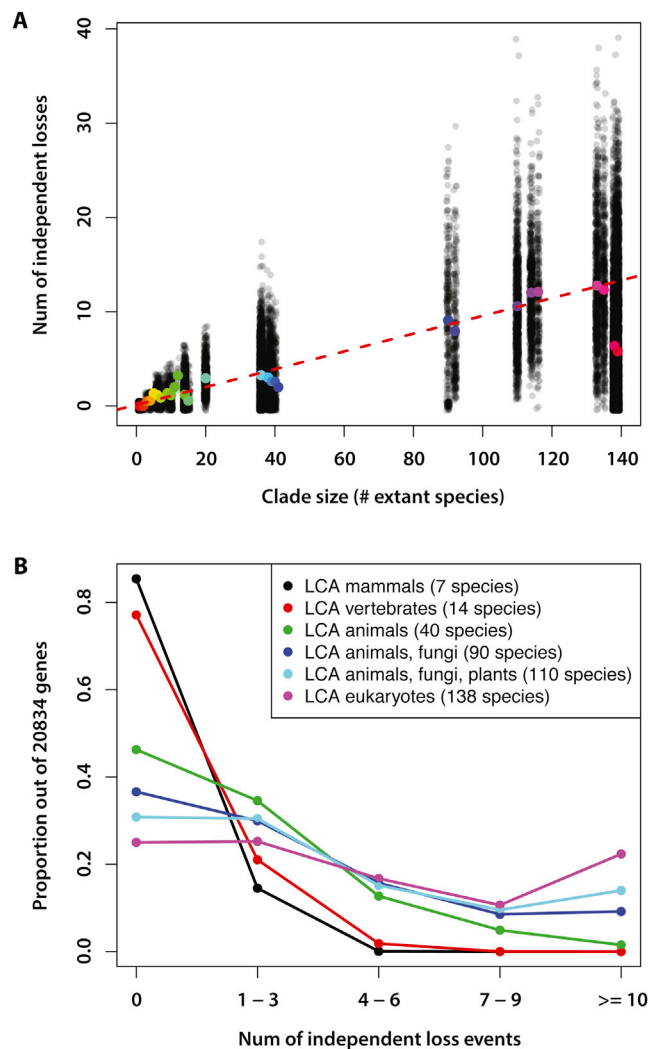 A
Num of independent losses
40
30
20
10
0
0 20 40 60 80 100 120 140
Clade size (# extant species)
B
Proportion out of 20834 genes
0.8
0.6
0.4
0.2
0.0
LCA mammals (7 species)
LCA vertebrates (14 species)
LCA animals (40 species)
LCA animals, fungi (90 species)
LCA animals, fungi, plants (110 species)
LCA eukaryotes (138 species)
0 1 – 3 4 – 6 7 – 9 >= 10
Num of independent loss events